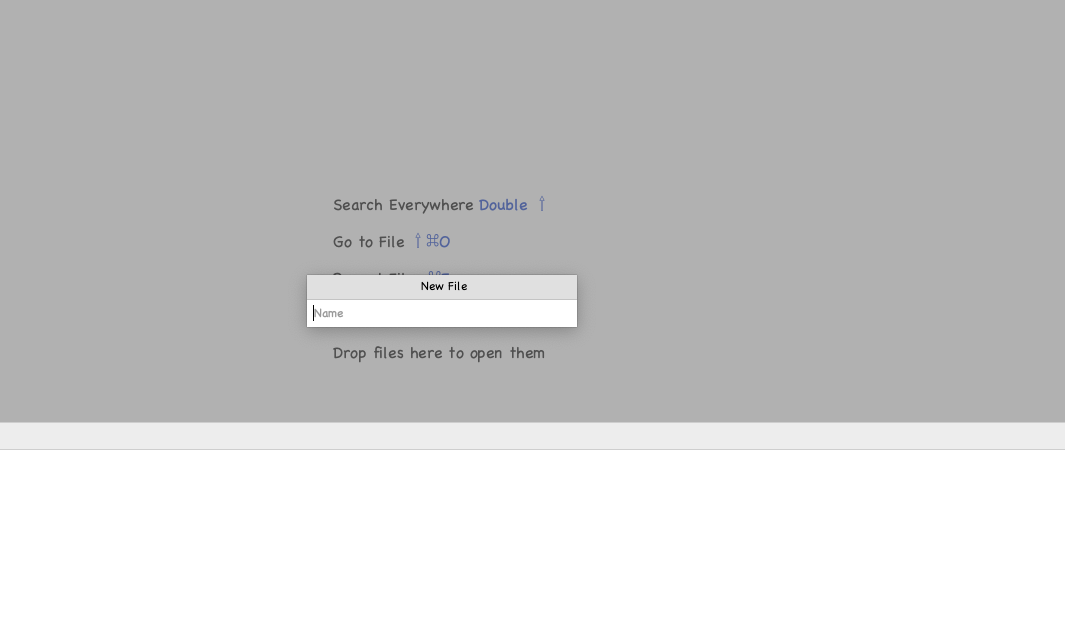 Search Everywhere Double ⇧
Go to File ⇧⌘O
New File
Name
Drop files here to open them